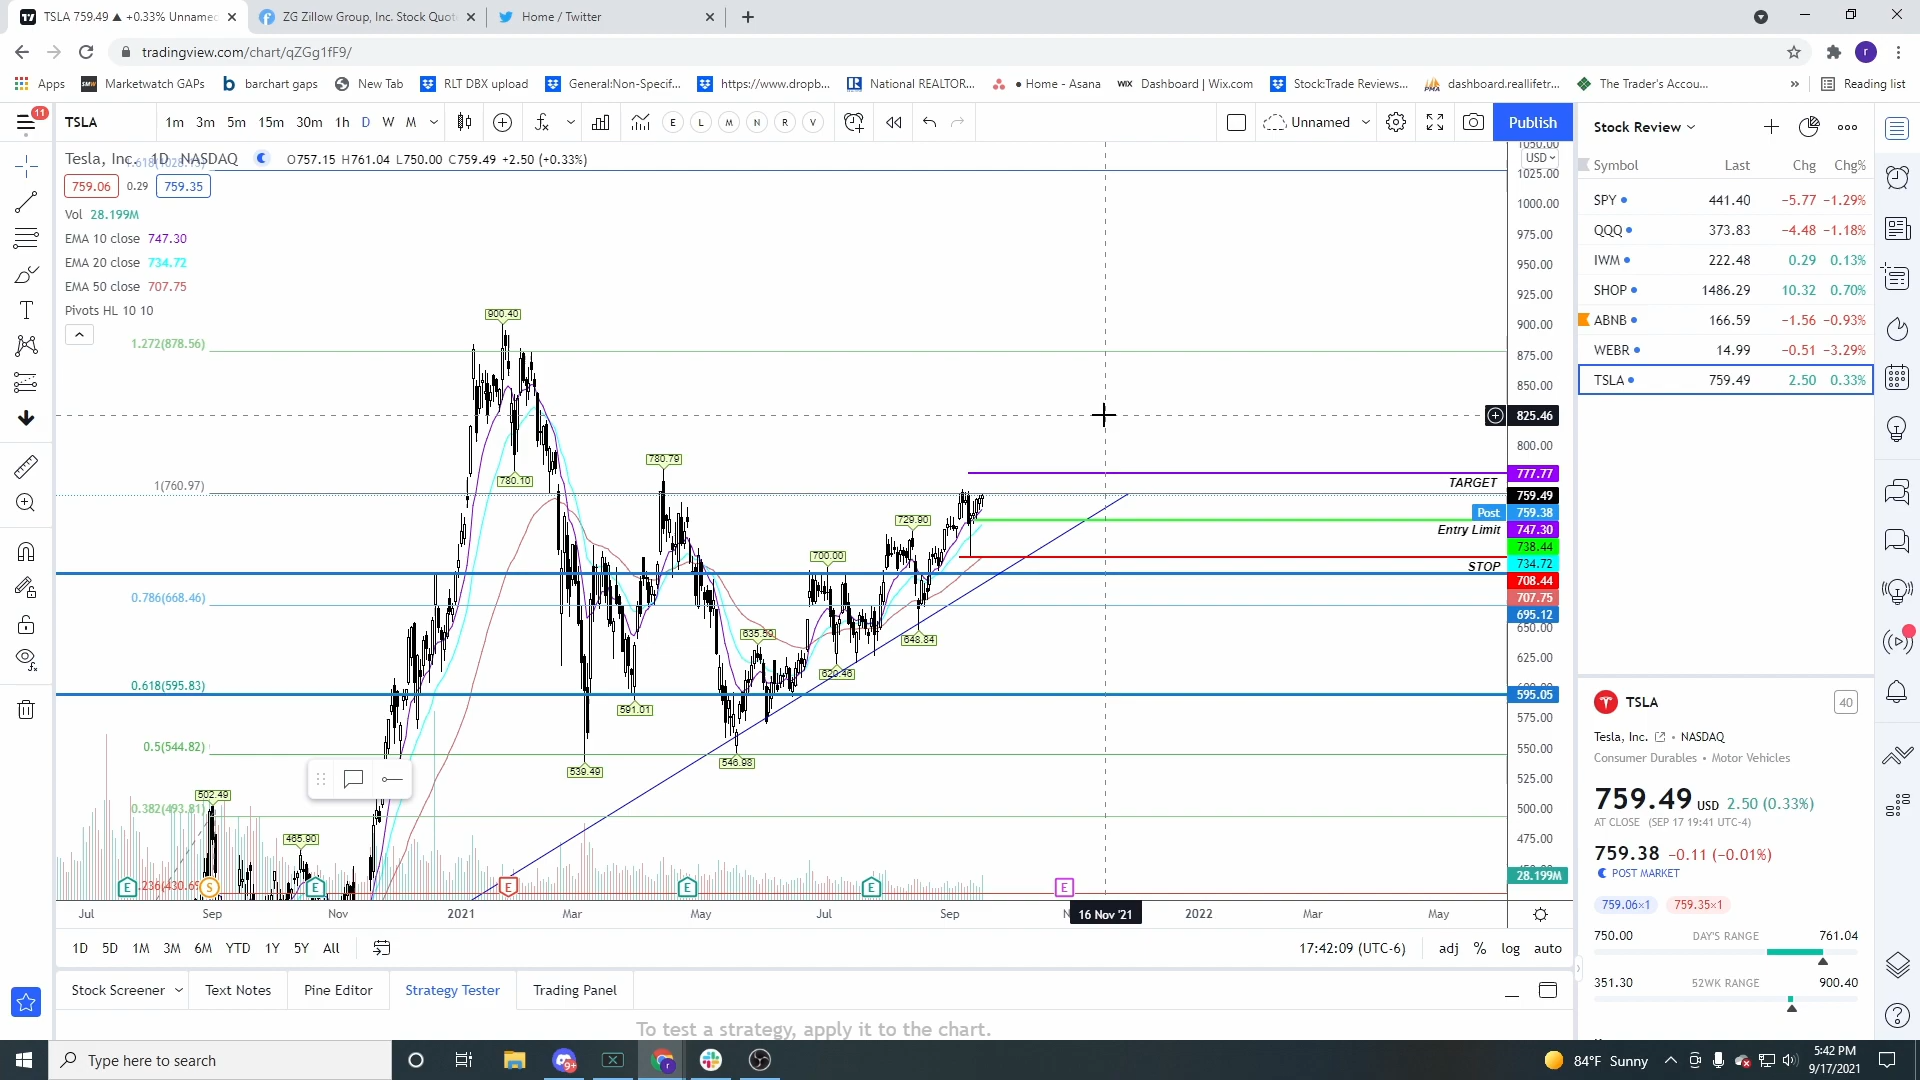 TSLA 759.49 ▲ +0.33% Unnamed
ZG Zillow Group, Inc. Stock Quot
Home / Twitter
tradingview.com/chart/qZGg1fF9/
Apps
Marketwatch GAPs
barchart gaps
New Tab
RLT DBX upload
General:Non-Specif...
https://www.dropb...
National REALTOR...
• Home - Asana
Dashboard | Wix.com
Stock:Trade Reviews...
dashboard.reallifetr...
The Trader's Accou...
»
Reading list
11
TSLA
1m 3m 5m 15m 30m 1h D W M
E L M N R V
Unnamed
Publish
Stock Review
Tesla, Inc. 1D NASDAQ
O757.15 H761.04 L750.00 C759.49 +2.50 (+0.33%)
759.06 0.29 759.35
Vol 28.199M
EMA 10 close 747.30
EMA 20 close 734.72
EMA 50 close 707.75
Pivots HL 10 10
1.272(878.56)
1(760.97)
0.786(668.46)
0.618(595.83)
0.5(544.82)
0.382(493.81)
900.40
780.10
780.79
729.90
700.00
635.59
648.84
620.46
591.01
546.98
539.49
502.49
465.90
TARGET
Entry Limit
STOP
USD
1025.00
1000.00
975.00
950.00
925.00
900.00
875.00
850.00
825.46
800.00
777.77
759.49
Post 759.38
747.30
738.44
734.72
708.44
707.75
695.12
650.00
625.00
595.05
575.00
550.00
525.00
500.00
475.00
28.199M
E S E E E E E
Jul Sep Nov 2021 Mar May Jul Sep 16 Nov '21 2022 Mar May
1D 5D 1M 3M 6M YTD 1Y 5Y All
17:42:09 (UTC-6) adj % log auto
Stock Screener Text Notes Pine Editor Strategy Tester Trading Panel
To test a strategy, apply it to the chart.
Symbol Last Chg Chg%
SPY 441.40 −5.77 −1.29%
QQQ 373.83 −4.48 −1.18%
IWM 222.48 0.29 0.13%
SHOP 1486.29 10.32 0.70%
ABNB 166.59 −1.56 −0.93%
WEBR 14.99 −0.51 −3.29%
TSLA 759.49 2.50 0.33%
TSLA 40
Tesla, Inc. • NASDAQ
Consumer Durables • Motor Vehicles
759.49 USD 2.50 (0.33%)
AT CLOSE (SEP 17 19:41 UTC-4)
759.38 −0.11 (−0.01%)
POST MARKET
759.06×1 759.35×1
750.00 DAY'S RANGE 761.04
351.30 52WK RANGE 900.40
Type here to search
84°F Sunny
5:42 PM
9/17/2021